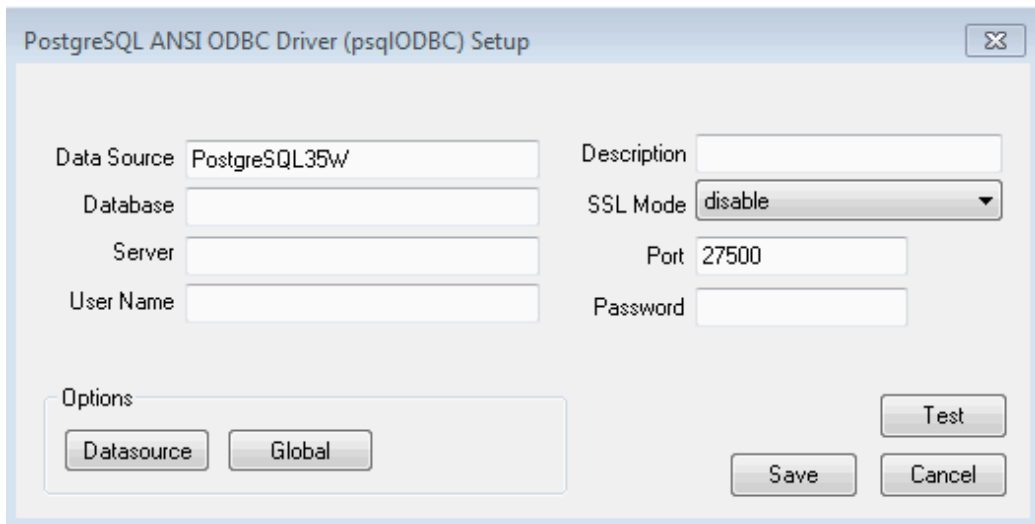 PostgreSQL ANSI ODBC Driver (psqlODBC) Setup
Data Source PostgreSQL35W Description
Database SSL Mode disable
Server Port 27500
User Name Password
Options
Datasource Global Test
Save Cancel